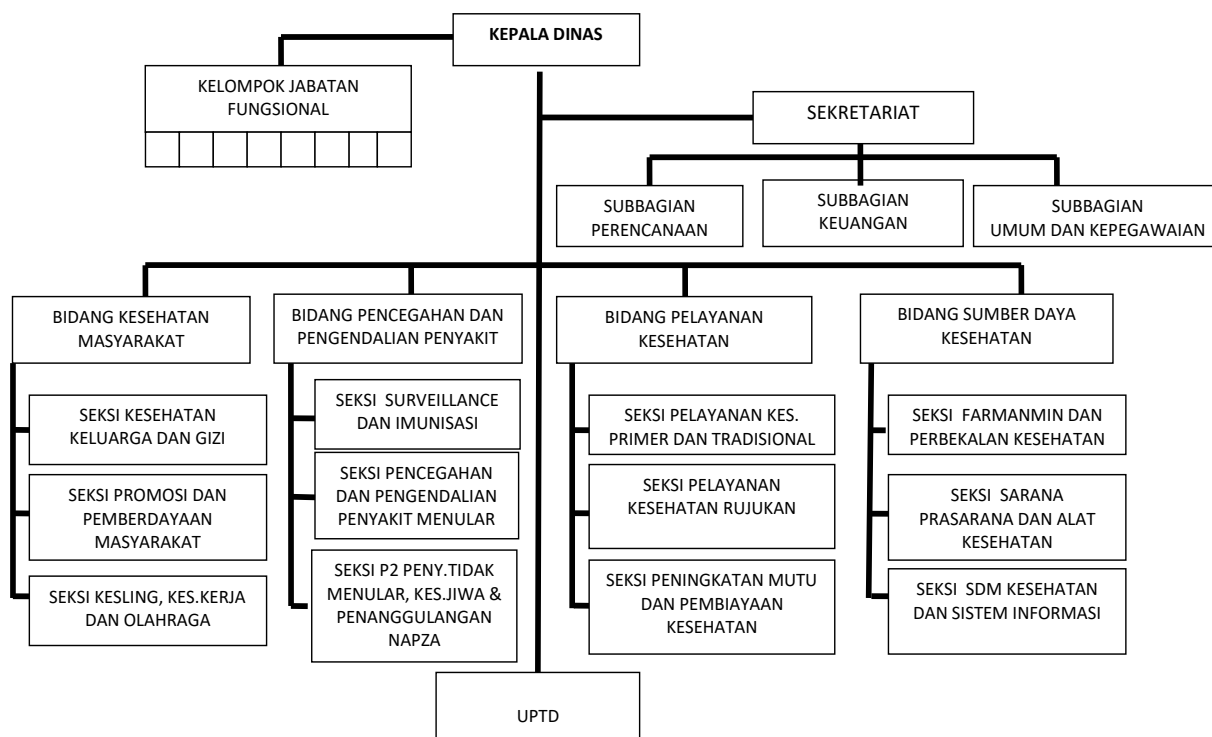 KEPALA DINAS
KELOMPOK JABATAN
FUNGSIONAL
SEKRETARIAT
SUBBAGIAN
PERENCANAAN
SUBBAGIAN
KEUANGAN
SUBBAGIAN
UMUM DAN KEPEGAWAIAN
BIDANG KESEHATAN
MASYARAKAT
BIDANG PENCEGAHAN DAN
PENGENDALIAN PENYAKIT
BIDANG PELAYANAN
KESEHATAN
BIDANG SUMBER DAYA
KESEHATAN
SEKSI KESEHATAN
KELUARGA DAN GIZI
SEKSI PROMOSI DAN
PEMBERDAYAAN
MASYARAKAT
SEKSI KESLING, KES.KERJA
DAN OLAHRAGA
SEKSI SURVEILLANCE
DAN IMUNISASI
SEKSI PENCEGAHAN
DAN PENGENDALIAN
PENYAKIT MENULAR
SEKSI P2 PENY.TIDAK
MENULAR, KES.JIWA &
PENANGGULANGAN
NAPZA
SEKSI PELAYANAN KES.
PRIMER DAN TRADISIONAL
SEKSI PELAYANAN
KESEHATAN RUJUKAN
SEKSI PENINGKATAN MUTU
DAN PEMBIAYAAN
KESEHATAN
SEKSI FARMANMIN DAN
PERBEKALAN KESEHATAN
SEKSI SARANA
PRASARANA DAN ALAT
KESEHATAN
SEKSI SDM KESEHATAN
DAN SISTEM INFORMASI
UPTD